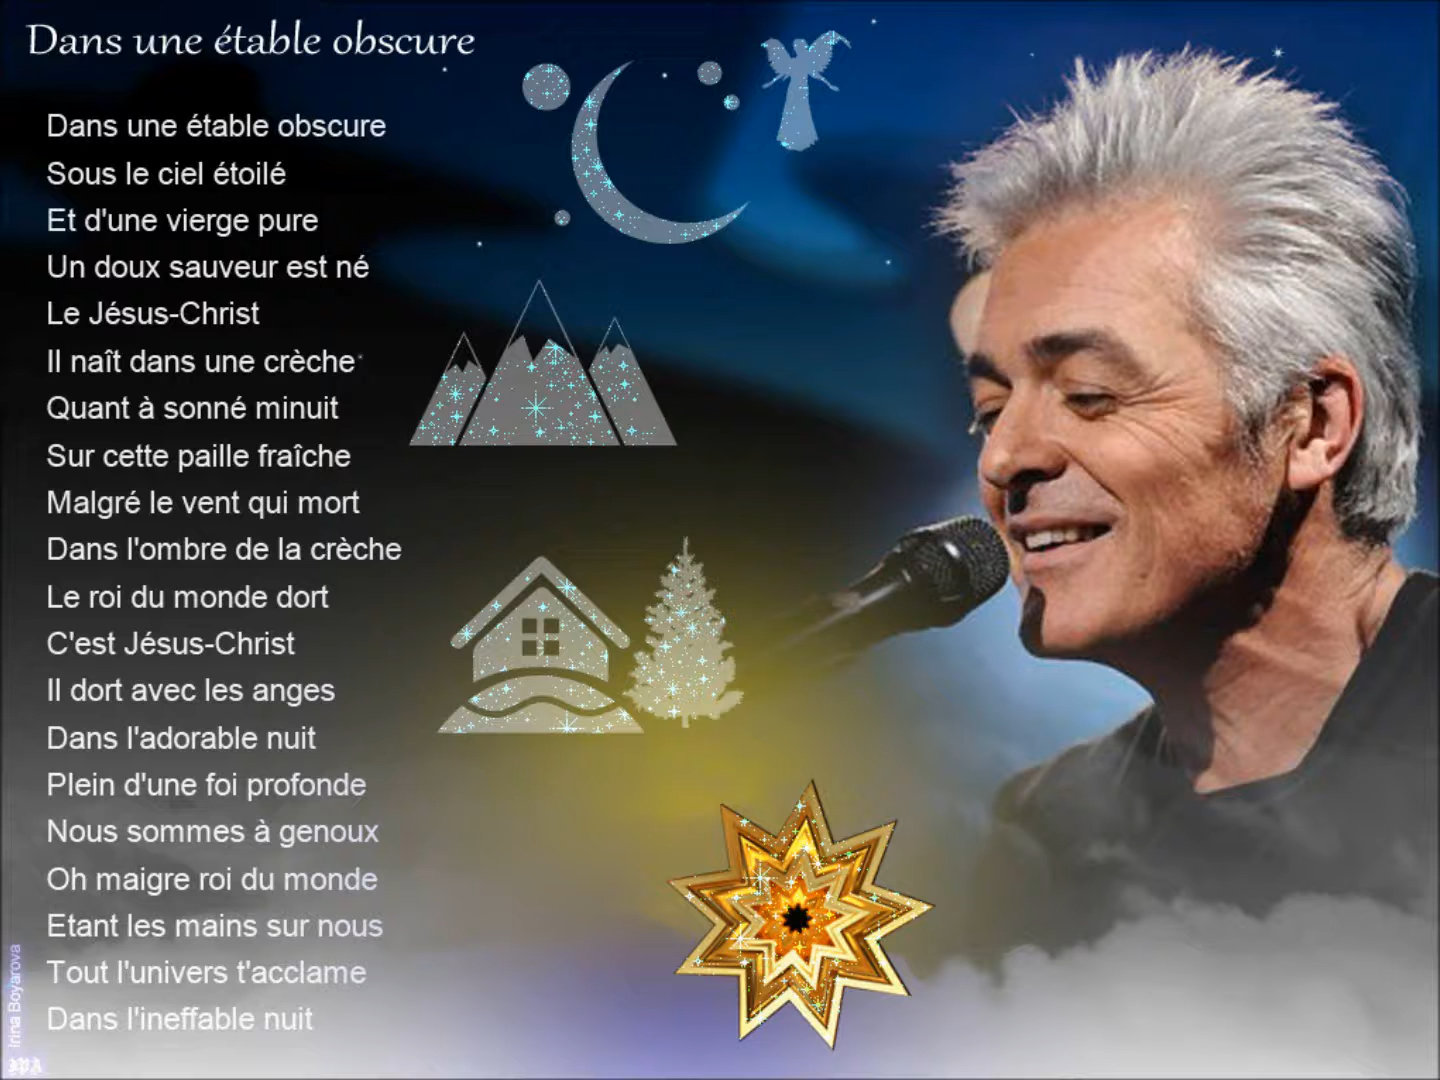 Dans une étable obscure
Dans une étable obscure
Sous le ciel étoilé
Et d'une vierge pure
Un doux sauveur est né
Le Jésus-Christ
Il naît dans une crèche
Quant à sonné minuit
Sur cette paille fraîche
Malgré le vent qui mort
Dans l'ombre de la crèche
Le roi du monde dort
C'est Jésus-Christ
Il dort avec les anges
Dans l'adorable nuit
Plein d'une foi profonde
Nous sommes à genoux
Oh maigre roi du monde
Etant les mains sur nous
Tout l'univers t'acclame
Dans l'ineffable nuit
Irina Boyarova